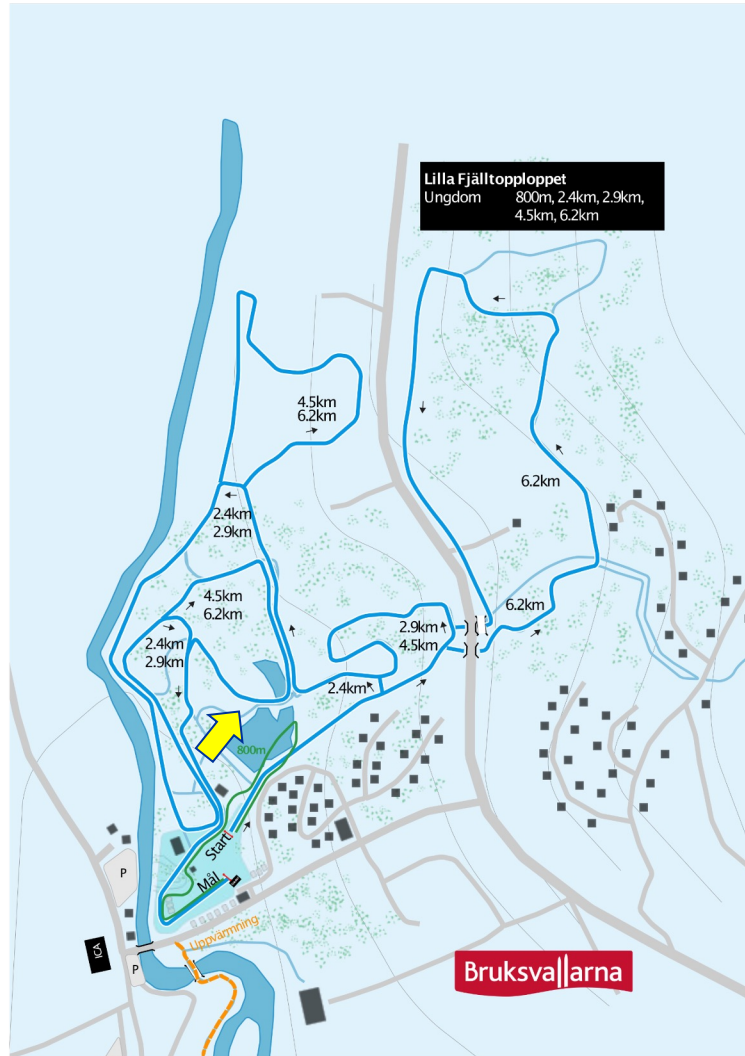 Lilla Fjälltopploppet
Ungdom 800m, 2.4km, 2.9km,
4.5km, 6.2km
4.5km
6.2km
6.2km
2.4km
2.9km
4.5km
6.2km
6.2km
2.9km
4.5km
2.4km
2.9km
2.4km
800m
Start
Mål
P
Uppvärmning
ICA
P
Bruksvallarna